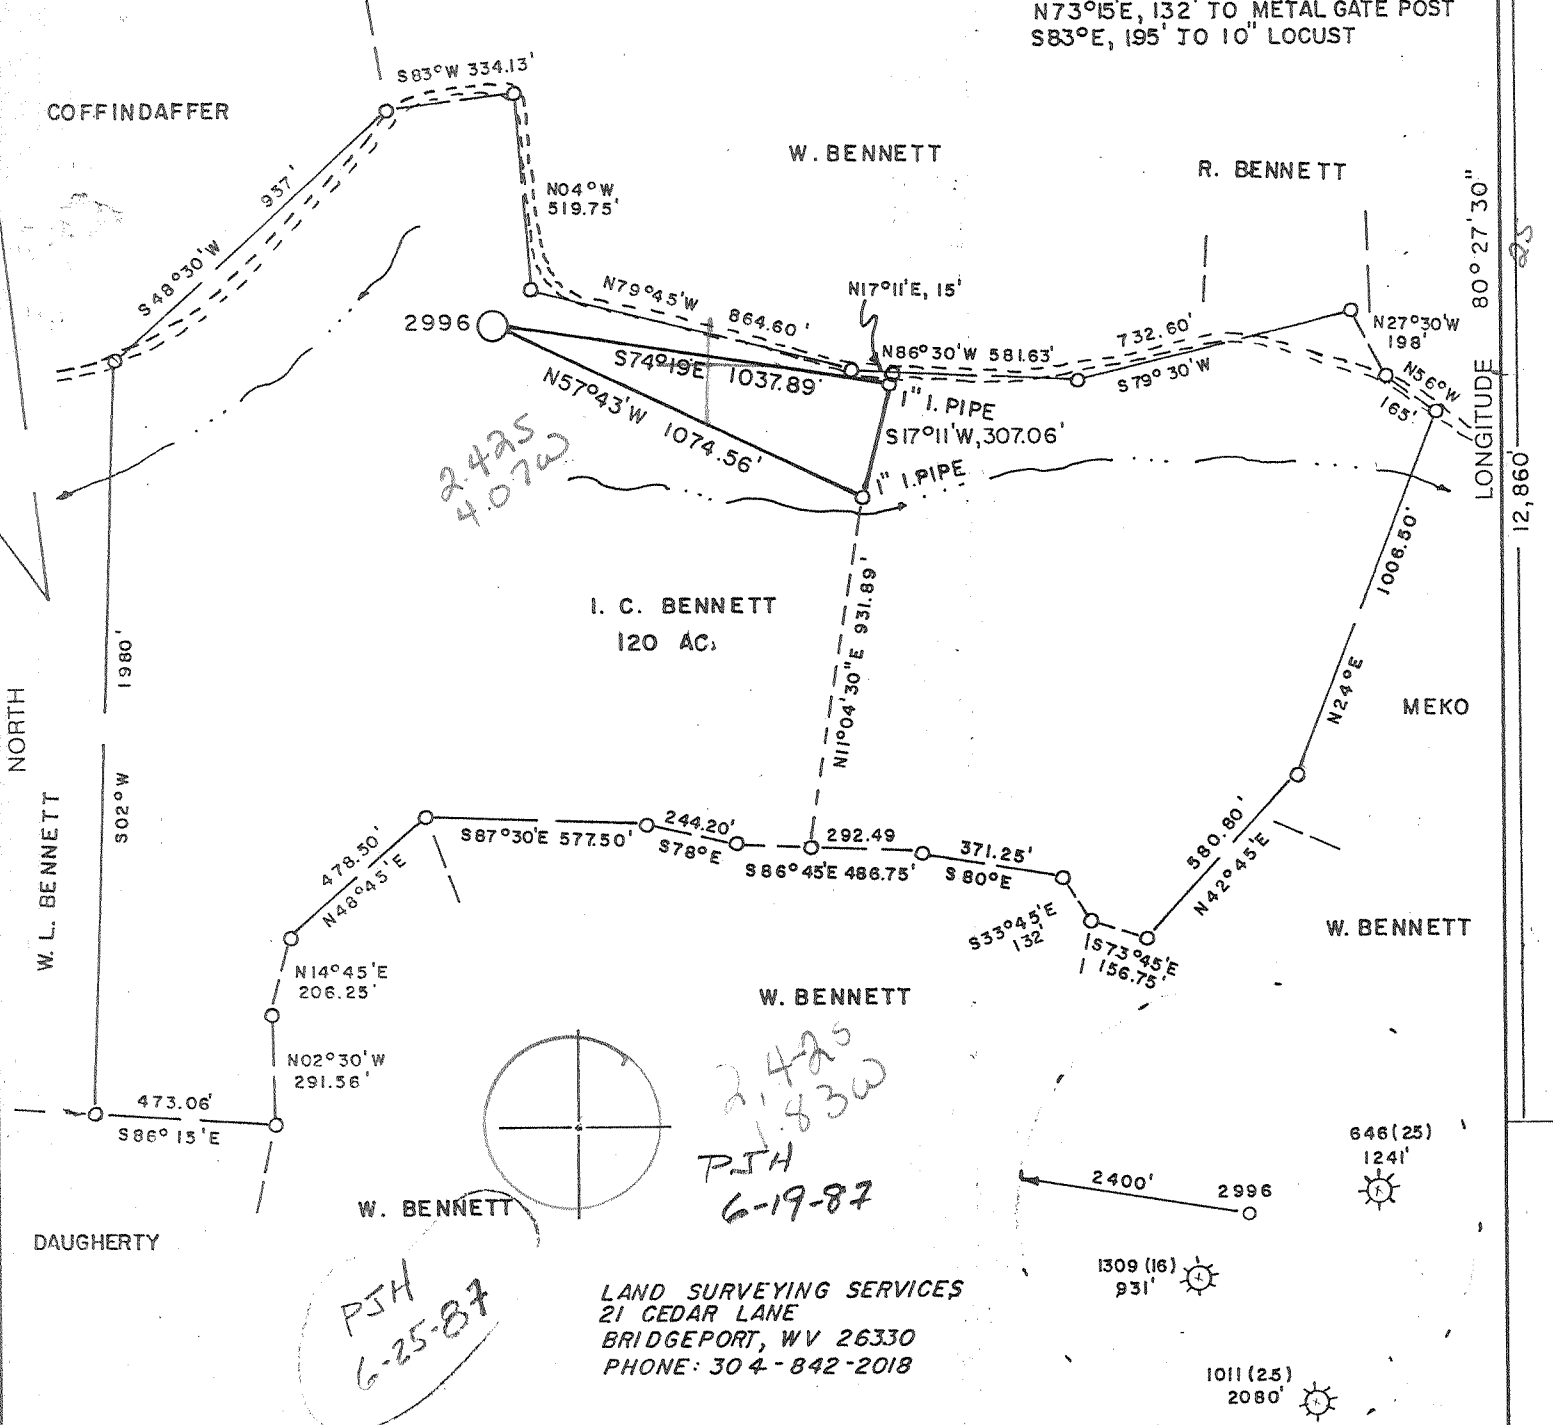 N73°15'E, 132' TO METAL GATE POST
S83°E, 195' TO 10" LOCUST
S83°W 334.13'
COFFINDAFFER
W. BENNETT
R. BENNETT
937'
S48°30'W
N04°W
519.75'
LONGITUDE 80°27'30"
25
N79°45'W
864.60'
N17°11'E, 15'
2996
N86°30'W 581.63'
732.60'
S79°30'W
N27°30'W
198'
N56°W
165'
S74°19'E 1037.89'
N57°43'W 1074.56'
1" I. PIPE
S17°11'W, 307.06'
1" I. PIPE
2.42S
4.07W
12,860'
1006.50'
N24°E
I. C. BENNETT
120 AC.
N11°04'30"E 931.89'
1980'
S02°W
NORTH
MEKO
W. L. BENNETT
478.50'
N48°45'E
S87°30'E 577.50'
244.20'
S78°E
292.49
S86°45'E 486.75'
371.25'
S80°E
580.80'
N42°45'E
S33°45'E
132'
S73°45'E
156.75'
W. BENNETT
N14°45'E
206.25'
W. BENNETT
N02°30'W
291.56'
2.42S
1.83W
PJH
6-19-87
473.06'
S86°15'E
646(25)
1241'
2400'
2996
W. BENNETT
DAUGHERTY
1309 (16)
931'
PJH
6-25-87
LAND SURVEYING SERVICES
21 CEDAR LANE
BRIDGEPORT, WV 26330
PHONE: 304-842-2018
1011(25)
2080'